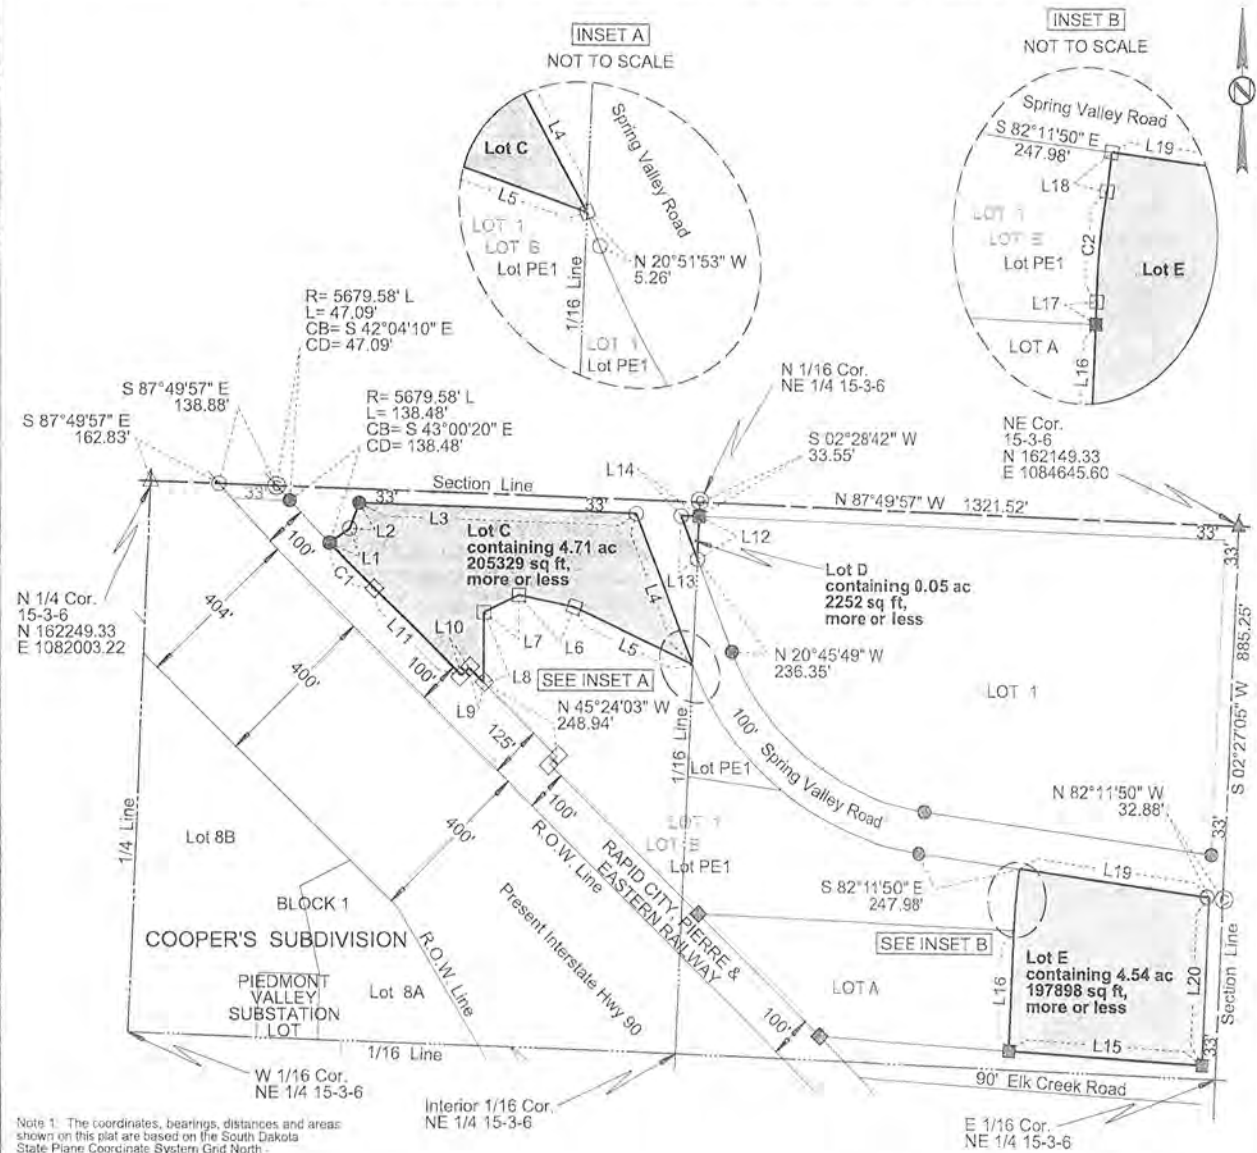 INSET A
NOT TO SCALE
L4
Spring Valley Road
Lot C
L5
LOT 1
LOT B
Lot PE1
N 20°51'53" W
5.26'
1/16 Line
LOT 1
Lot PE1
INSET B
NOT TO SCALE
Spring Valley Road
S 82°11'50" E
247.98'
L19
L18
LOT 1
LOT B
Lot PE1
C2
Lot E
L17
LOT A
L16
R= 5679.58' L
L= 47.09'
CB= S 42°04'10" E
CD= 47.09'
S 87°49'57" E
138.88'
S 87°49'57" E
162.83'
R= 5679.58' L
L= 138.48'
CB= S 43°00'20" E
CD= 138.48'
N 1/16 Cor.
NE 1/4 15-3-6
S 02°28'42" W
33.55'
NE Cor.
15-3-6
N 162149.33
E 1084645.60
L14
Section Line
33'
33'
33'
N 87°49'57" W 1321.52'
33'
33'
L3
L2
L1
Lot C
containing 4.71 ac
205329 sq ft,
more or less
L12
L13
L4
Lot D
containing 0.05 ac
2252 sq ft,
more or less
100'
C1
404'
N 1/4 Cor.
15-3-6
N 162249.33
E 1082003.22
L11
L10
L7
L6
L5
L8
L9
100'
400'
SEE INSET A
N 45°24'03" W
248.94'
N 20°45'49" W
236.35'
LOT 1
S 02°27'05" W 885.25'
125'
1/16 Line
100' Spring Valley Road
Lot PE1
100'
N 82°11'50" W
32.88'
33'
400'
1/4 Line
Lot 8B
LOT 1
LOT B
Lot PE1
R.O.W. Line
RAPID CITY, PIERRE &
EASTERN RAILWAY
L19
S 82°11'50" E
247.98'
BLOCK 1
COOPER'S SUBDIVISION
Present Interstate Hwy 90
SEE INSET B
R.O.W. Line
Lot E
containing 4.54 ac
197898 sq ft,
more or less
L16
L20
Section Line
PIEDMONT
VALLEY
SUBSTATION
LOT
Lot 8A
LOT A
100'
L15
33'
1/16 Line
90' Elk Creek Road
W 1/16 Cor.
NE 1/4 15-3-6
Interior 1/16 Cor.
NE 1/4 15-3-6
E 1/16 Cor.
NE 1/4 15-3-6
Note 1: The coordinates, bearings, distances and areas
shown on this plat are based on the South Dakota
State Plane Coordinate System Grid North -